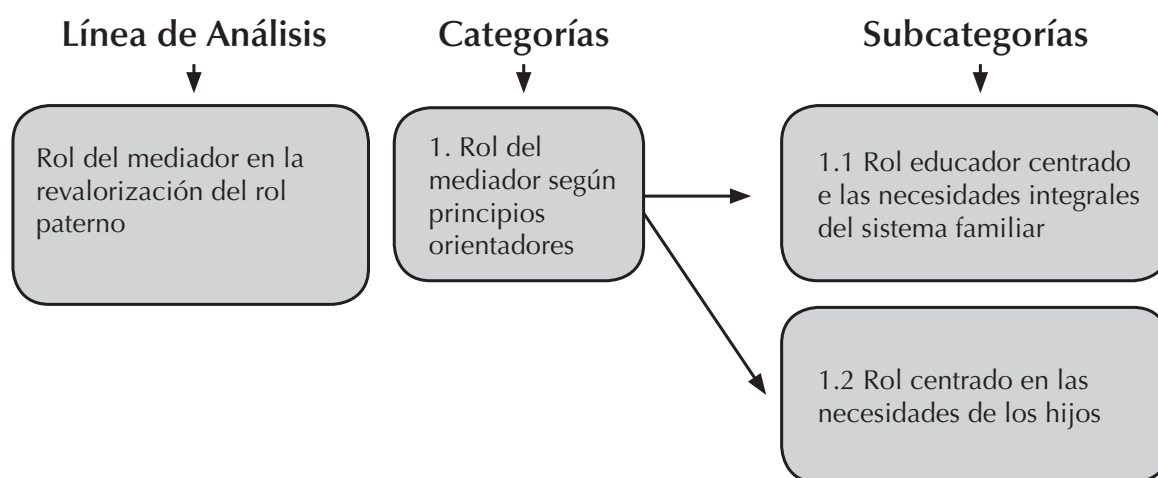 Línea de Análisis
Categorías
Subcategorías
Rol del mediador en la
revalorización del rol
paterno
1. Rol del
mediador según
principios
orientadores
1.1 Rol educador centrado
e las necesidades integrales
del sistema familiar
1.2 Rol centrado en las
necesidades de los hijos